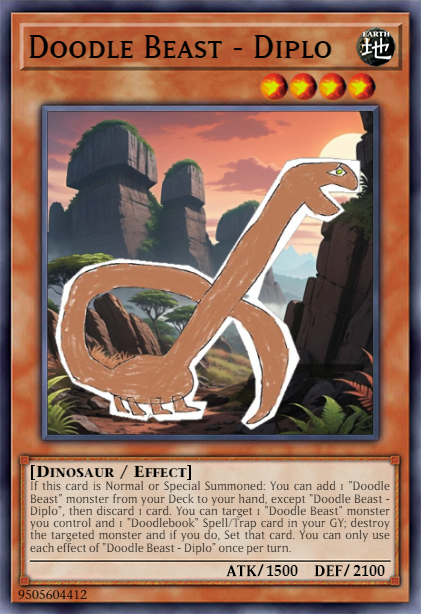 Doodle Beast - Diplo
EARTH
地
[Dinosaur / Effect]
If this card is Normal or Special Summoned: You can add 1 "Doodle
Beast" monster from your Deck to your hand, except "Doodle Beast -
Diplo", then discard 1 card. You can target 1 "Doodle Beast" monster
you control and 1 "Doodlebook" Spell/Trap card in your GY; destroy
the targeted monster and if you do, Set that card. You can only use
each effect of "Doodle Beast - Diplo" once per turn.
ATK/1500 DEF/2100
9505604412